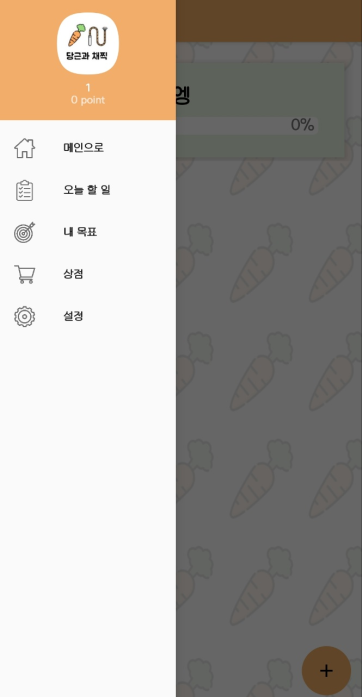 당근과 채찍
1
0 point
엥
0%
메인으로
오늘 할 일
내 목표
상점
설정
+